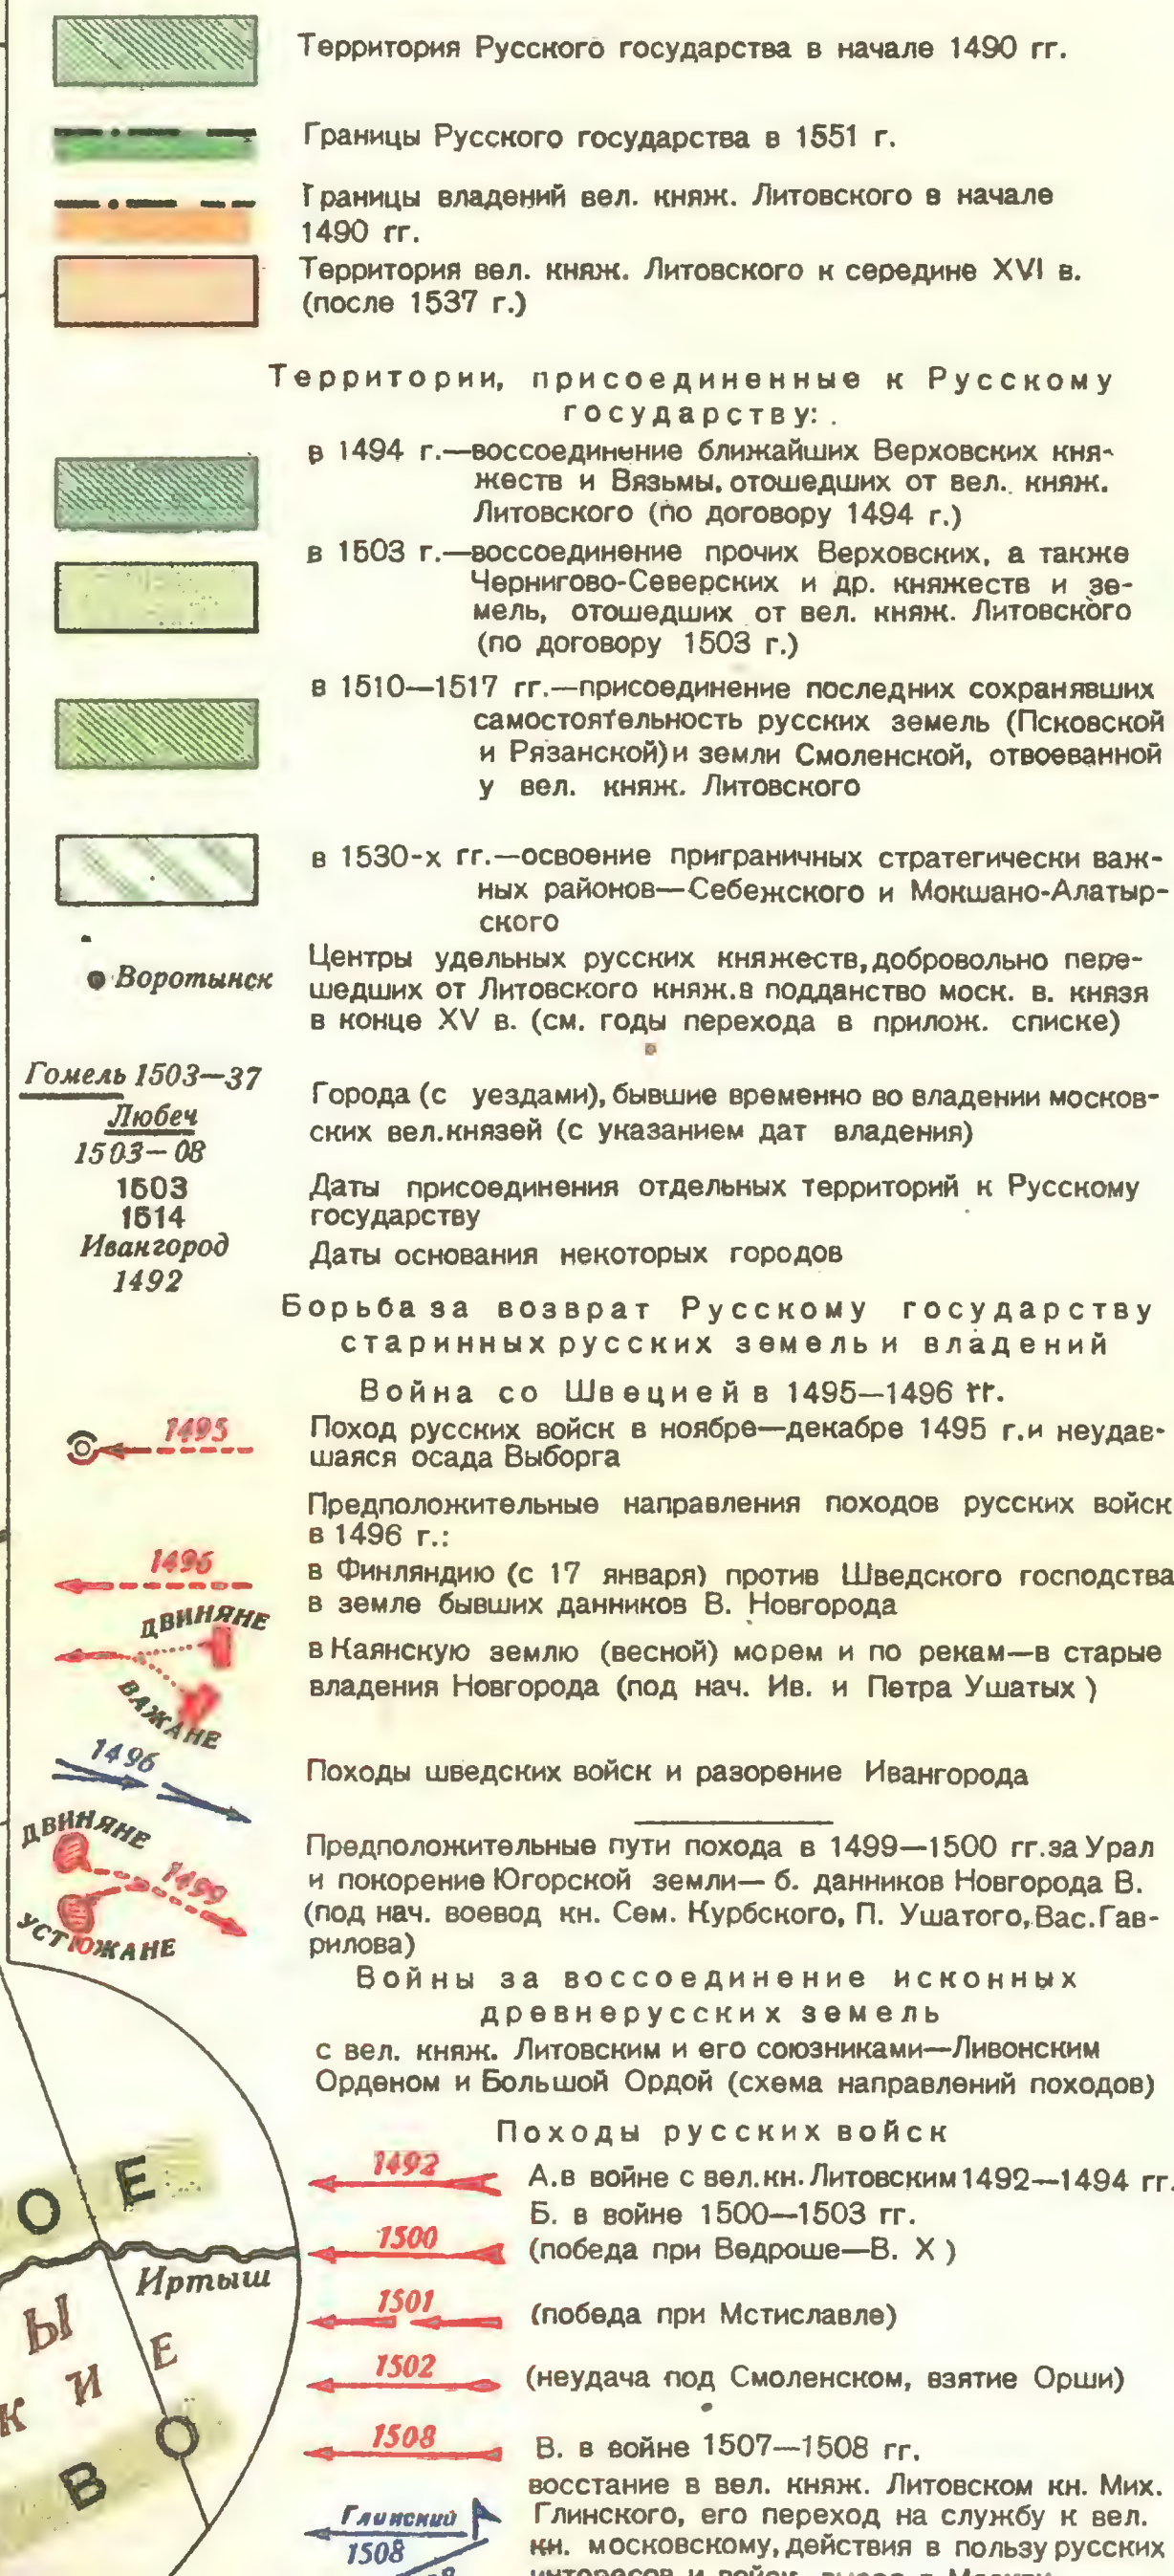 Территория Русского государства в начале 1490 гг.
Границы Русского государства в 1551 г.
Границы владений вел. княж. Литовского в начале
1490 гг.
Территория вел. княж. Литовского к середине XVI в.
(после 1537 г.)
Территории, присоединенные к Русскому
государству:
в 1494 г.—воссоединение ближайших Верховских кня-
жеств и Вязьмы, отошедших от вел. княж.
Литовского (по договору 1494 г.)
в 1503 г.—воссоединение прочих Верховских, а также
Чернигово-Северских и др. княжеств и зе-
мель, отошедших от вел. княж. Литовского
(по договору 1503 г.)
в 1510—1517 гг.—присоединение последних сохранявших
самостоятельность русских земель (Псковской
и Рязанской) и земли Смоленской, отвоеванной
у вел. княж. Литовского
в 1530-х гг.—освоение приграничных стратегически важ-
ных районов—Себежского и Мокшано-Алатыр-
ского
Воротынск
Центры удельных русских княжеств, добровольно пере-
шедших от Литовского княж. в подданство моск. в. князя
в конце XV в. (см. годы перехода в прилож. списке)
Гомель 1503—37
Любеч
1503—08
Города (с уездами), бывшие временно во владении москов-
ских вел. князей (с указанием дат владения)
1503
1514
Даты присоединения отдельных территорий к Русскому
государству
Ивангород
1492
Даты основания некоторых городов
Борьба за возврат Русскому государству
старинных русских земель и владений
Война со Швецией в 1495—1496 гг.
1495
Поход русских войск в ноябре—декабре 1495 г. и неудав-
шаяся осада Выборга
Предположительные направления походов русских войск
в 1496 г.:
1496
в Финляндию (с 17 января) против Шведского господства
в земле бывших данников В. Новгорода
ДВИНЯНЕ
ВАЖАНЕ
в Каянскую землю (весной) морем и по рекам—в старые
владения Новгорода (под нач. Ив. и Петра Ушатых)
1496
Походы шведских войск и разорение Ивангорода
ДВИНЯНЕ
1499
УСТЮЖАНЕ
Предположительные пути похода в 1499—1500 гг. за Урал
и покорение Югорской земли— б. данников Новгорода В.
(под нач. воевод кн. Сем. Курбского, П. Ушатого, Вас. Гав-
рилова)
Войны за воссоединение исконных
древнерусских земель
с вел. княж. Литовским и его союзниками—Ливонским
Орденом и Большой Ордой (схема направлений походов)
Походы русских войск
1492
А. в войне с вел. кн. Литовским 1492—1494 гг.
Б. в войне 1500—1503 гг.
1500
(победа при Ведроше—В. X)
1501
(победа при Мстиславле)
1502
(неудача под Смоленском, взятие Орши)
1508
В. в войне 1507—1508 гг.
восстание в вел. княж. Литовском кн. Мих.
Глинский
1508
Глинского, его переход на службу к вел.
кн. московскому, действия в пользу русских
О Е
Иртыш
Ы
К И Е
В О